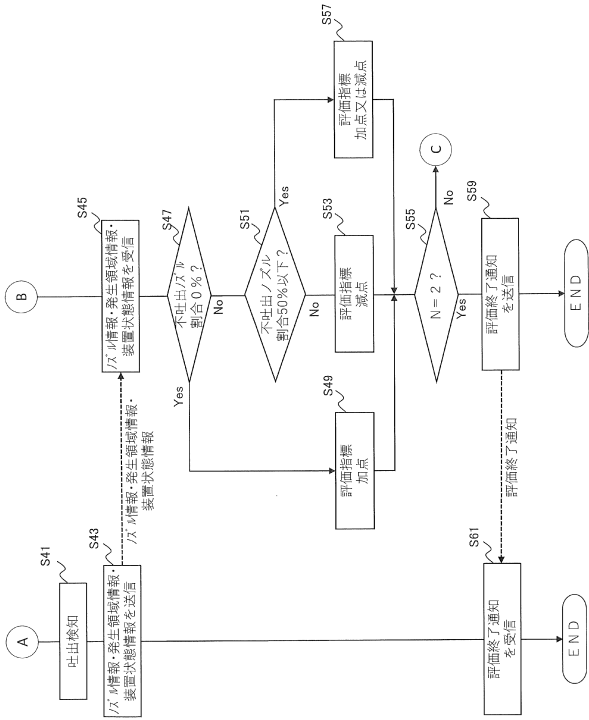 A
S41
吐出検知
S43
ノズル情報・発生領域情報・
装置状態情報を送信
ノズル情報・発生領域情報・
装置状態情報
B
S45
ノズル情報・発生領域情報・
装置状態情報を受信
S47
不吐出ノズル
割合0%?
Yes
No
S49
評価指標
加点
S51
不吐出ノズル
割合50%以下?
Yes
No
S53
評価指標
減点
S57
評価指標
加点又は減点
S55
N=2?
No
C
Yes
S59
評価終了通知
を送信
評価終了通知
S61
評価終了通知
を受信
END
END